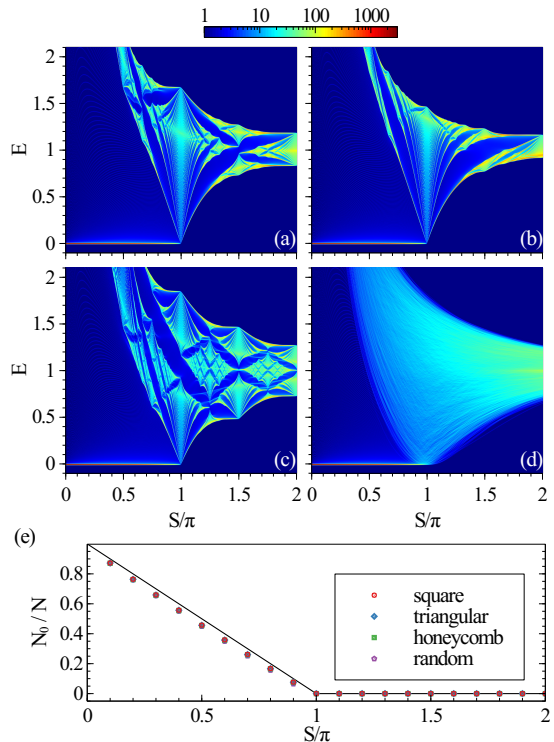 1 10 100 1000
2
1.5
1
0.5
0
E
(a)
(b)
2
1.5
1
0.5
0
E
(c)
(d)
0 0.5 1 1.5 2
0 0.5 1 1.5 2
S/π
S/π
(e)
0.8
0.6
0.4
0.2
0
N₀ / N
square
triangular
honeycomb
random
0 0.5 1 1.5 2
S/π